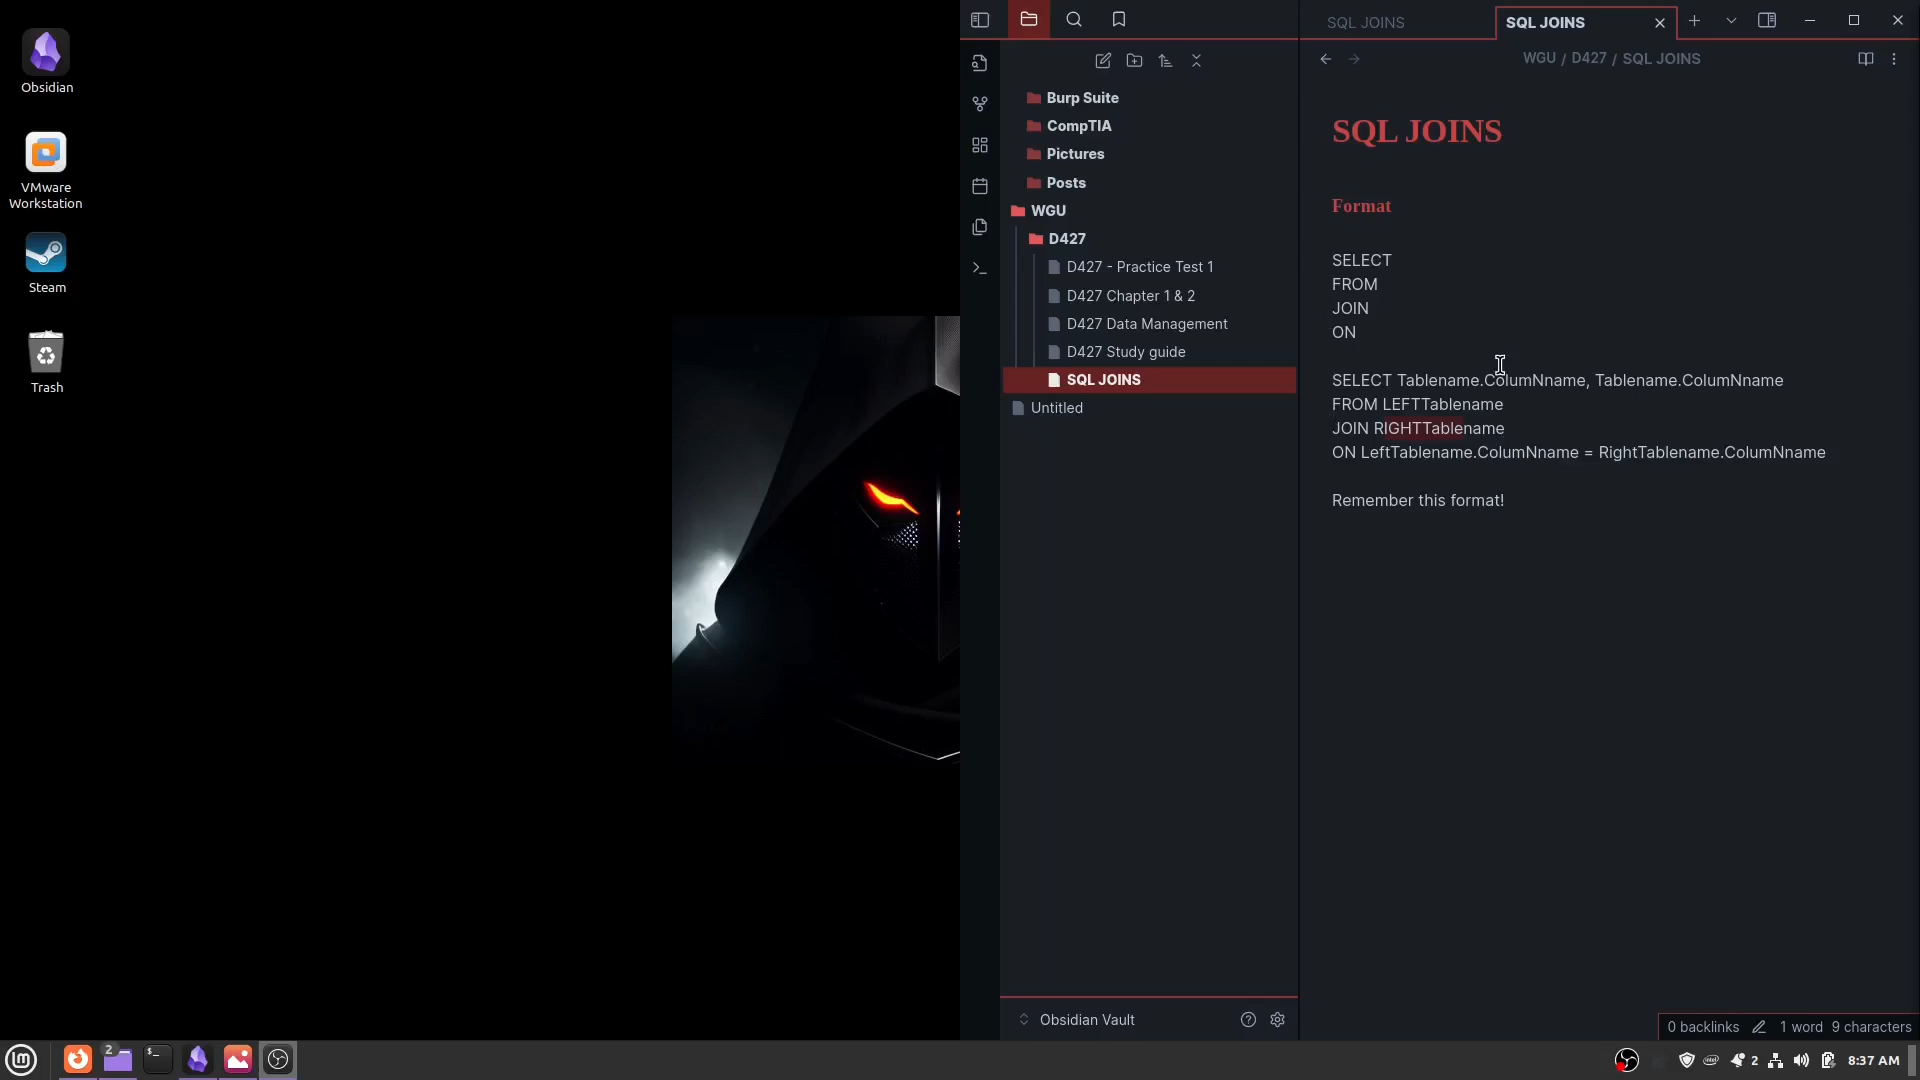 Obsidian
VMware
Workstation
Steam
Trash
Burp Suite
CompTIA
Pictures
Posts
WGU
D427
D427 - Practice Test 1
D427 Chapter 1 & 2
D427 Data Management
D427 Study guide
SQL JOINS
Untitled
Obsidian Vault
SQL JOINS
SQL JOINS
WGU / D427 / SQL JOINS
SQL JOINS
Format
SELECT
FROM
JOIN
ON
SELECT Tablename.ColumNname, Tablename.ColumNname
FROM LEFTTablename
JOIN RIGHTTablename
ON LeftTablename.ColumNname = RightTablename.ColumNname
Remember this format!
0 backlinks 1 word 9 characters
2
2
8:37 AM